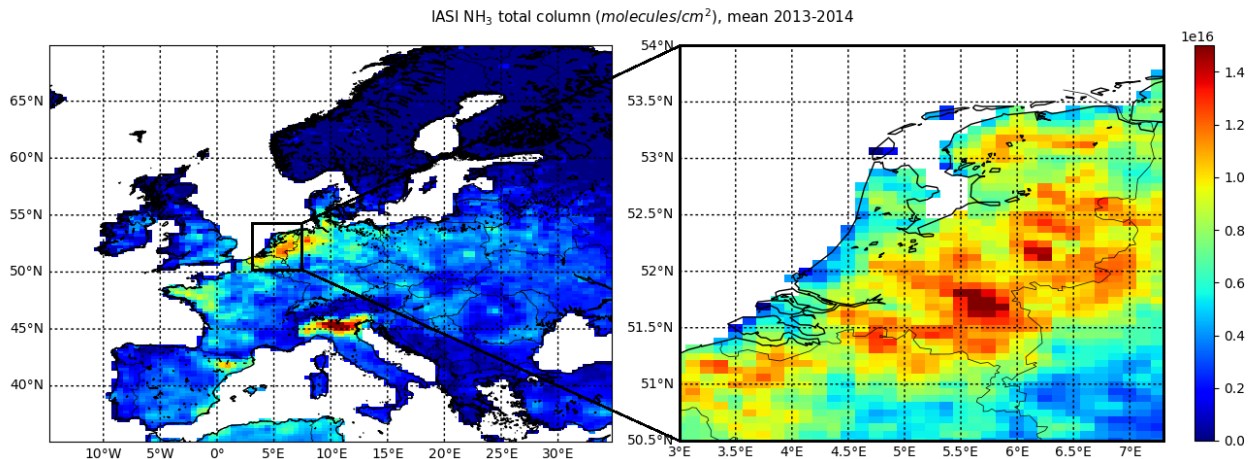 IASI NH₃ total column (molecules/cm²), mean 2013-2014
65°N
60°N
55°N
50°N
45°N
40°N
10°W
5°W
0°
5°E
10°E
15°E
20°E
25°E
30°E
54°N
53.5°N
53°N
52.5°N
52°N
51.5°N
51°N
50.5°N
3°E
3.5°E
4°E
4.5°E
5°E
5.5°E
6°E
6.5°E
7°E
1e16
1.4
1.2
1.0
0.8
0.6
0.4
0.2
0.0